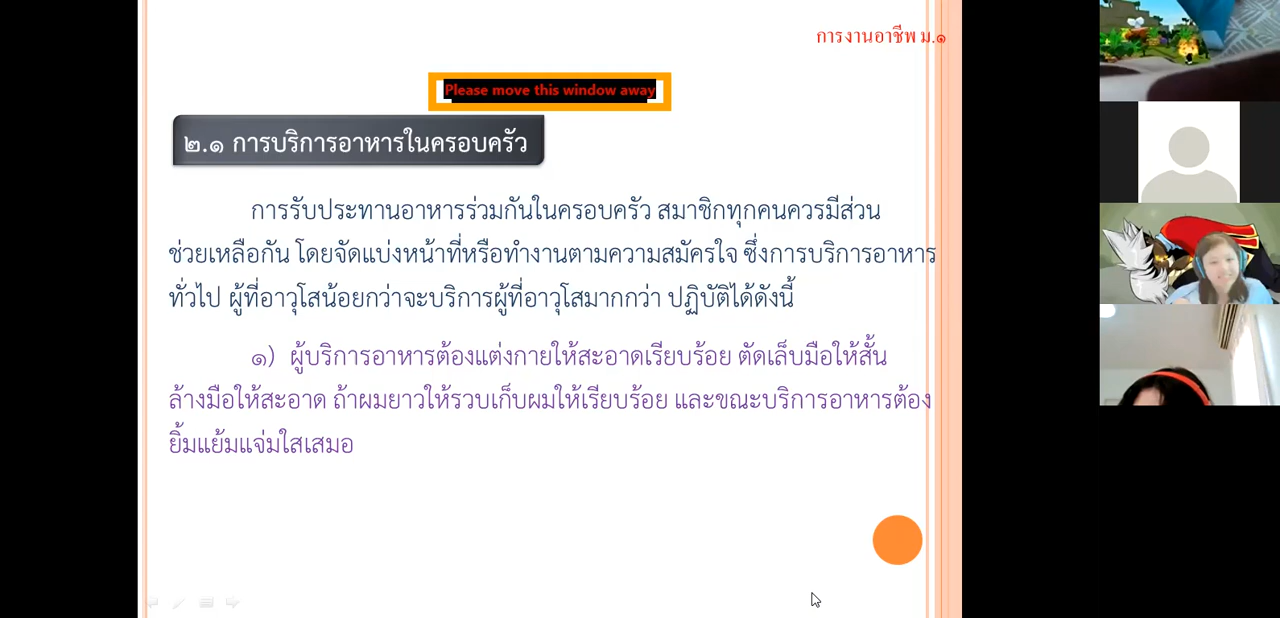 การงานอาชีพ ม.๑
Please move this window away
๒.๑ การบริการอาหารในครอบครัว
การรับประทานอาหารร่วมกันในครอบครัว สมาชิกทุกคนควรมีส่วน
ช่วยเหลือกัน โดยจัดแบ่งหน้าที่หรือทำงานตามความสมัครใจ ซึ่งการบริการอาหาร
ทั่วไป ผู้ที่อาวุโสน้อยกว่าจะบริการผู้ที่อาวุโสมากกว่า ปฏิบัติได้ดังนี้
๑) ผู้บริการอาหารต้องแต่งกายให้สะอาดเรียบร้อย ตัดเล็บมือให้สั้น
ล้างมือให้สะอาด ถ้าผมยาวให้รวบเก็บผมให้เรียบร้อย และขณะบริการอาหารต้อง
ยิ้มแย้มแจ่มใสเสมอ